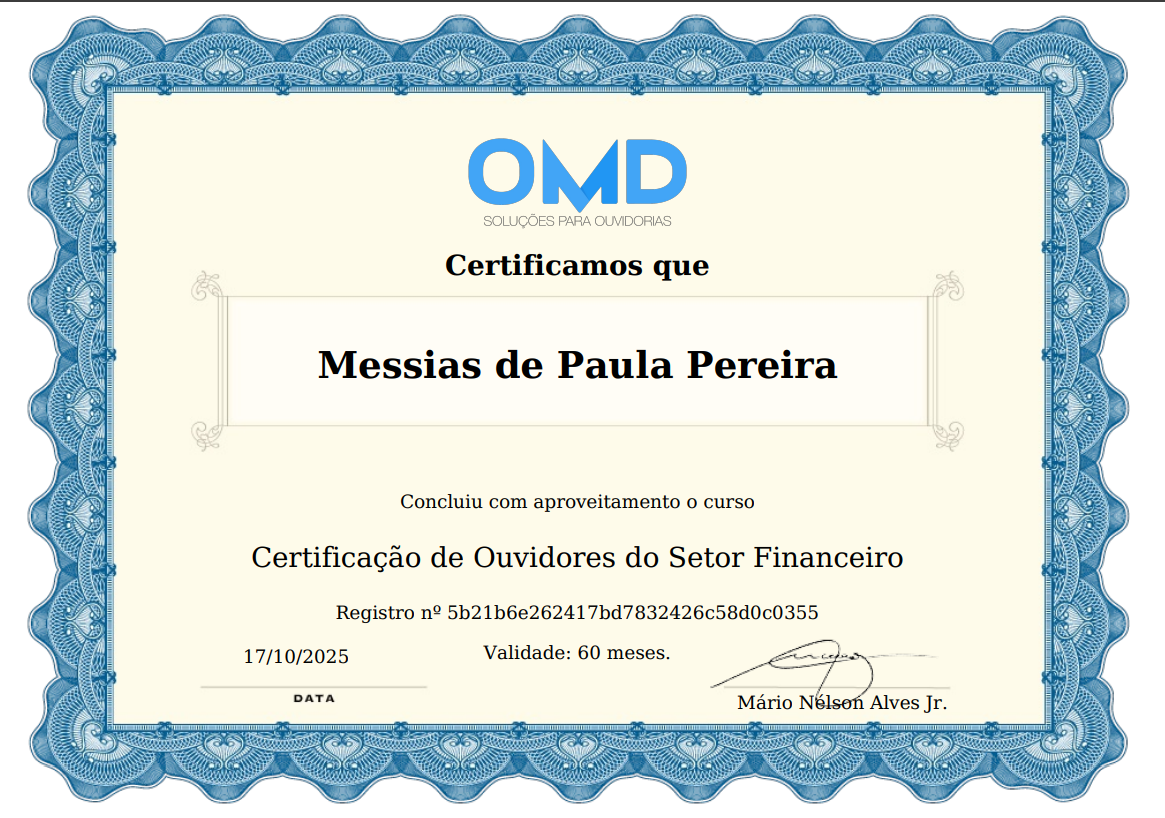 OMD
SOLUÇÕES PARA OUVIDORIAS
Certificamos que
Messias de Paula Pereira
Concluiu com aproveitamento o curso
Certificação de Ouvidores do Setor Financeiro
Registro nº 5b21b6e262417bd7832426c58d0c0355
17/10/2025
Validade: 60 meses.
DATA
Mário Nélson Alves Jr.